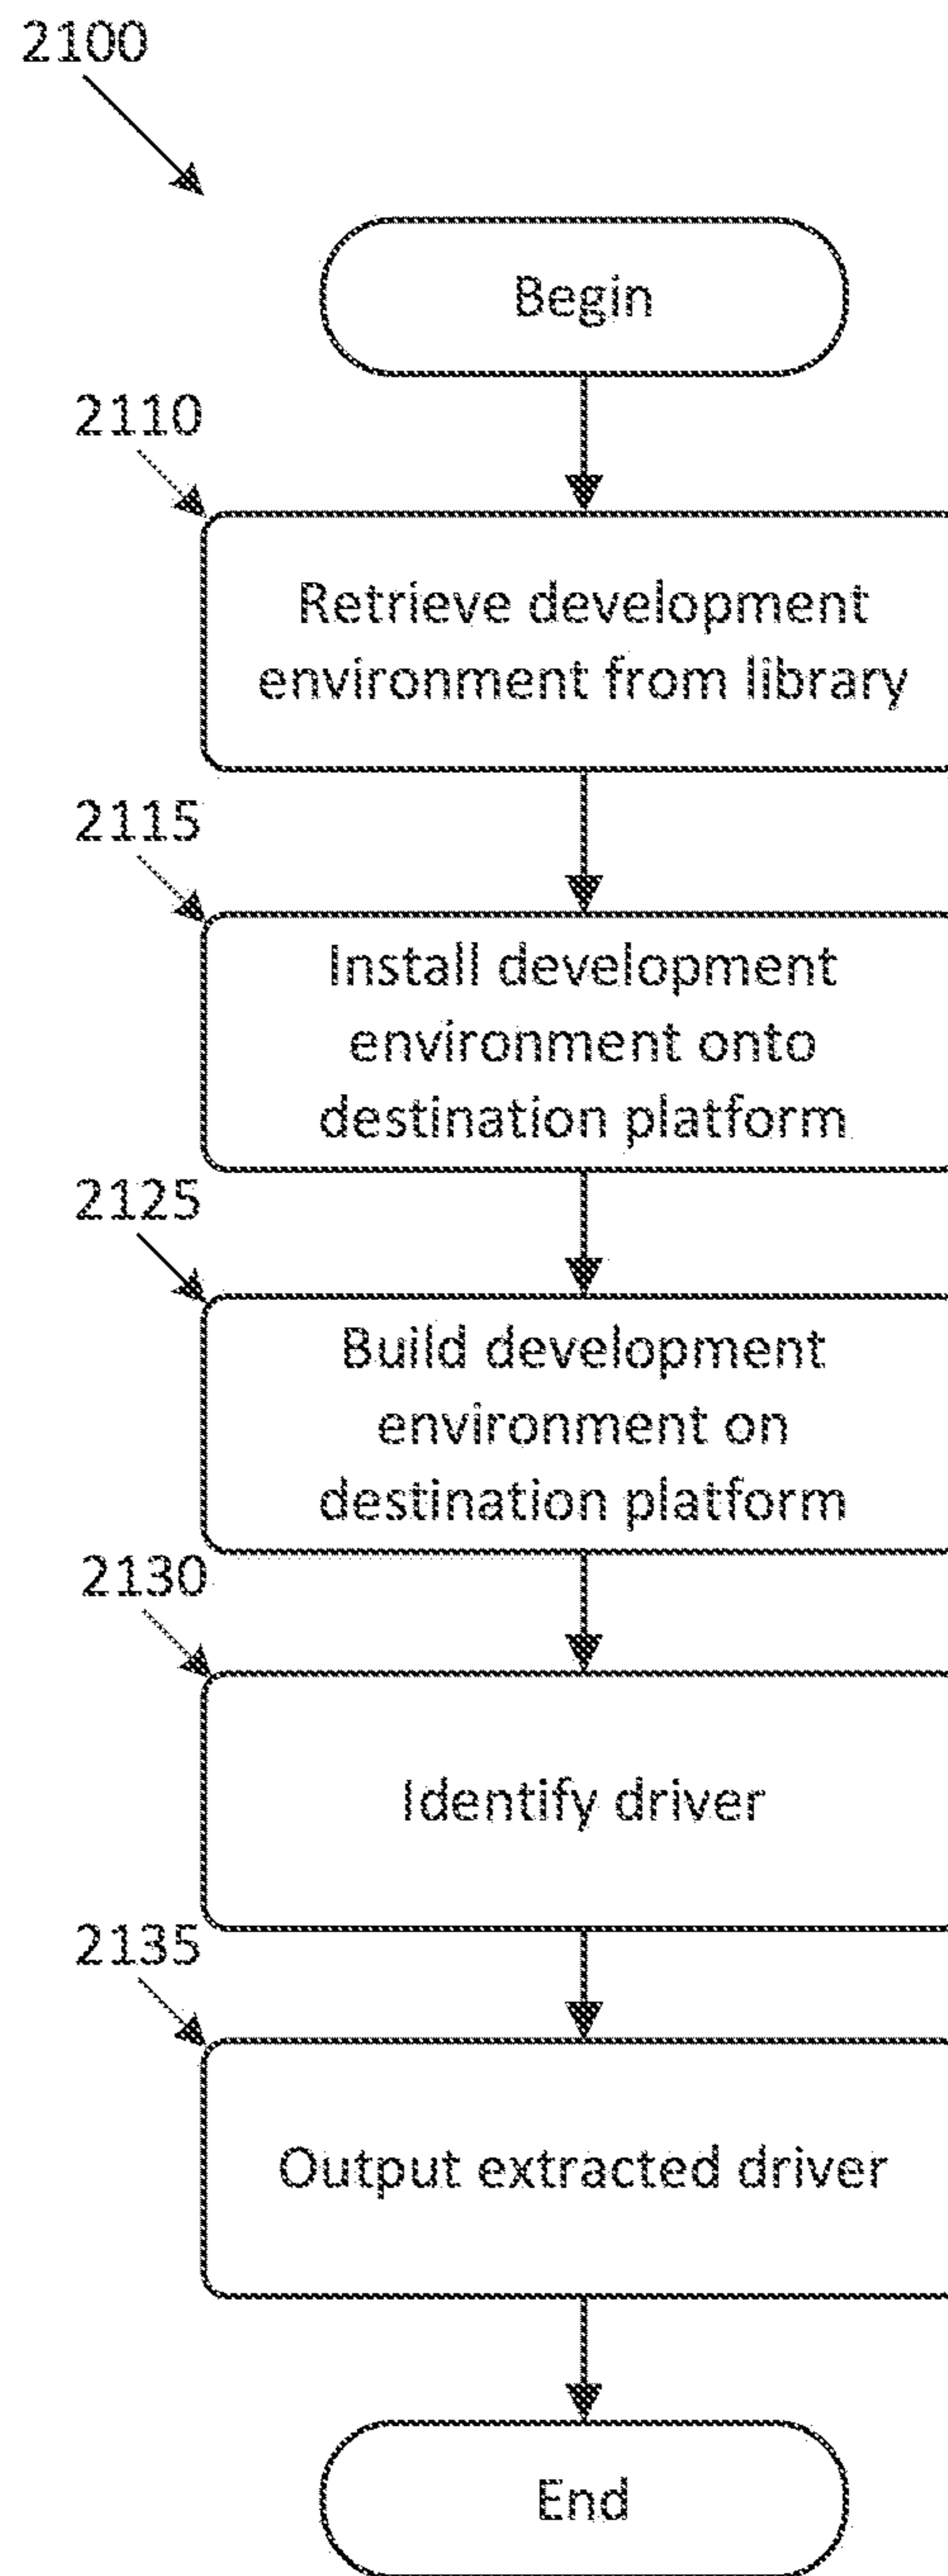 2100
Begin
2110
Retrieve development
environment from library
2115
Install development
environment onto
destination platform
2125
Build development
environment on
destination platform
2130
Identify driver
2135
Output extracted driver
End